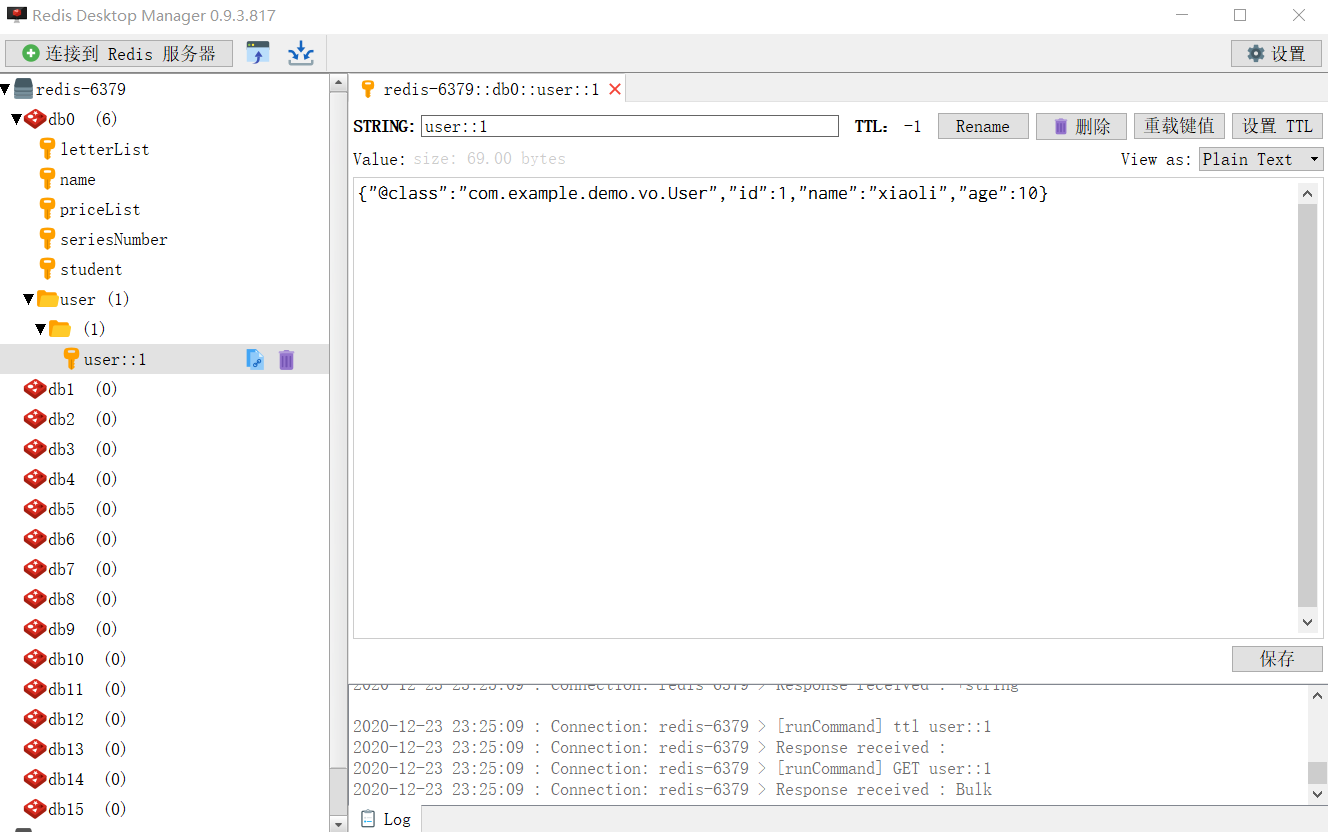 Redis Desktop Manager 0.9.3.817
连接到 Redis 服务器
设置
redis-6379
db0 (6)
letterList
name
priceList
seriesNumber
student
user (1)
(1)
user::1
db1 (0)
db2 (0)
db3 (0)
db4 (0)
db5 (0)
db6 (0)
db7 (0)
db8 (0)
db9 (0)
db10 (0)
db11 (0)
db12 (0)
db13 (0)
db14 (0)
db15 (0)
redis-6379::db0::user::1
STRING: user::1 TTL: -1 Rename 删除 重载键值 设置 TTL
Value: size: 69.00 bytes View as: Plain Text
{"@class":"com.example.demo.vo.User","id":1,"name":"xiaoli","age":10}
保存
2020-12-23 23:25:09 : Connection: redis-6379 > Response received : +string
2020-12-23 23:25:09 : Connection: redis-6379 > [runCommand] ttl user::1
2020-12-23 23:25:09 : Connection: redis-6379 > Response received :
2020-12-23 23:25:09 : Connection: redis-6379 > [runCommand] GET user::1
2020-12-23 23:25:09 : Connection: redis-6379 > Response received : Bulk
Log